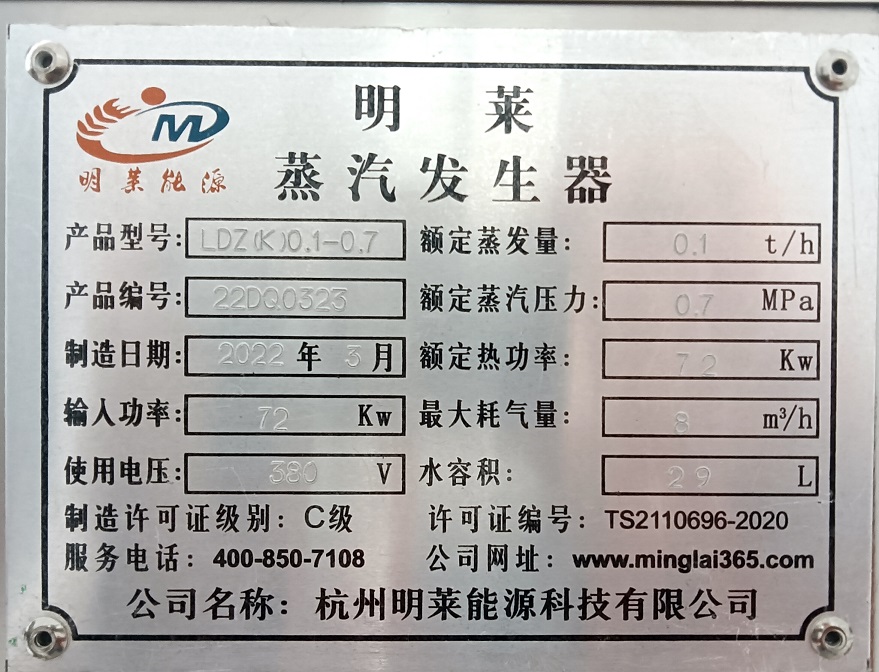 明莱
明莱能源
蒸汽发生器
产品型号: LDZ(K)0.1-0.7 额定蒸发量: 0.1 t/h
产品编号: 22DQ0323 额定蒸汽压力: 0.7 MPa
制造日期: 2022年3月 额定热功率: 72 Kw
输入功率: 72 Kw 最大耗气量: 8 m³/h
使用电压: 380 V 水容积: 29 L
制造许可证级别: C级 许可证编号: TS2110696-2020
服务电话: 400-850-7108 公司网址: www.minglai365.com
公司名称: 杭州明莱能源科技有限公司